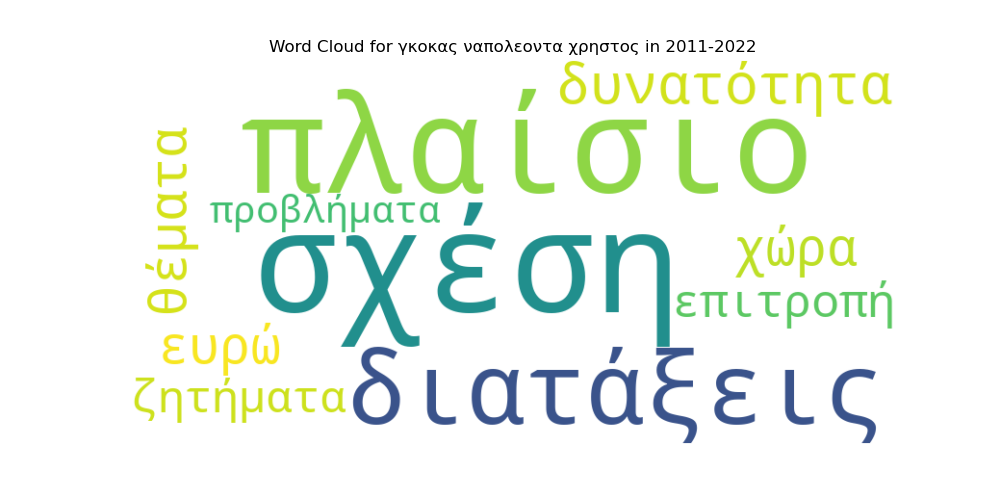 Word Cloud for γκοκας ναπολεοντα χρηστος in 2011-2022
δυνατότητα
πλαίσιο
θέματα
προβλήματα
σχέση
χώρα
επιτροπή
ευρώ
ζητήματα
διατάξεις